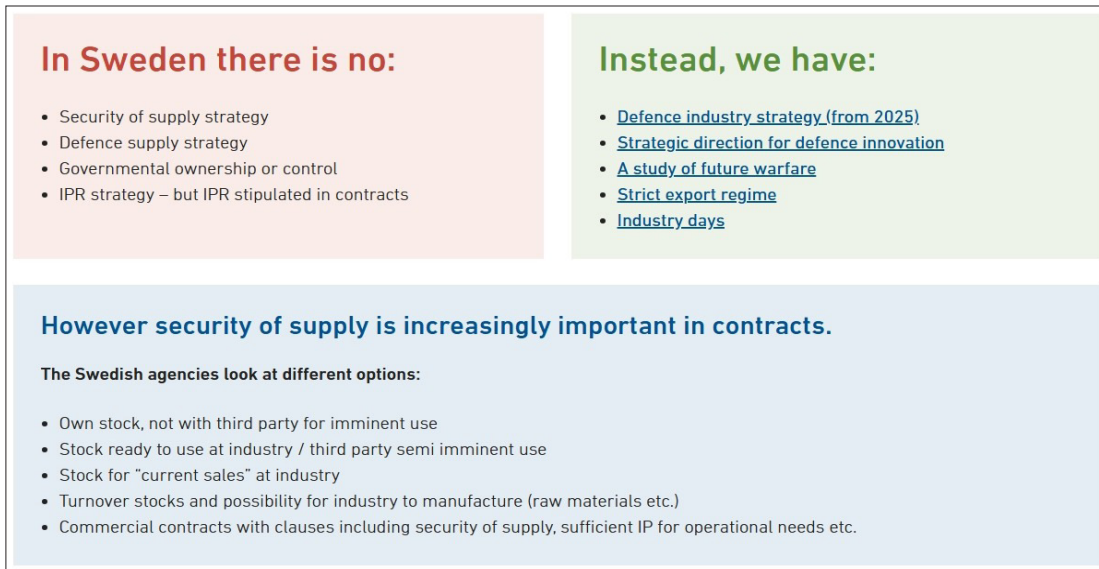 In Sweden there is no:
• Security of supply strategy
• Defence supply strategy
• Governmental ownership or control
• IPR strategy – but IPR stipulated in contracts
Instead, we have:
• Defence industry strategy (from 2025)
• Strategic direction for defence innovation
• A study of future warfare
• Strict export regime
• Industry days
However security of supply is increasingly important in contracts.
The Swedish agencies look at different options:
• Own stock, not with third party for imminent use
• Stock ready to use at industry / third party semi imminent use
• Stock for "current sales" at industry
• Turnover stocks and possibility for industry to manufacture (raw materials etc.)
• Commercial contracts with clauses including security of supply, sufficient IP for operational needs etc.